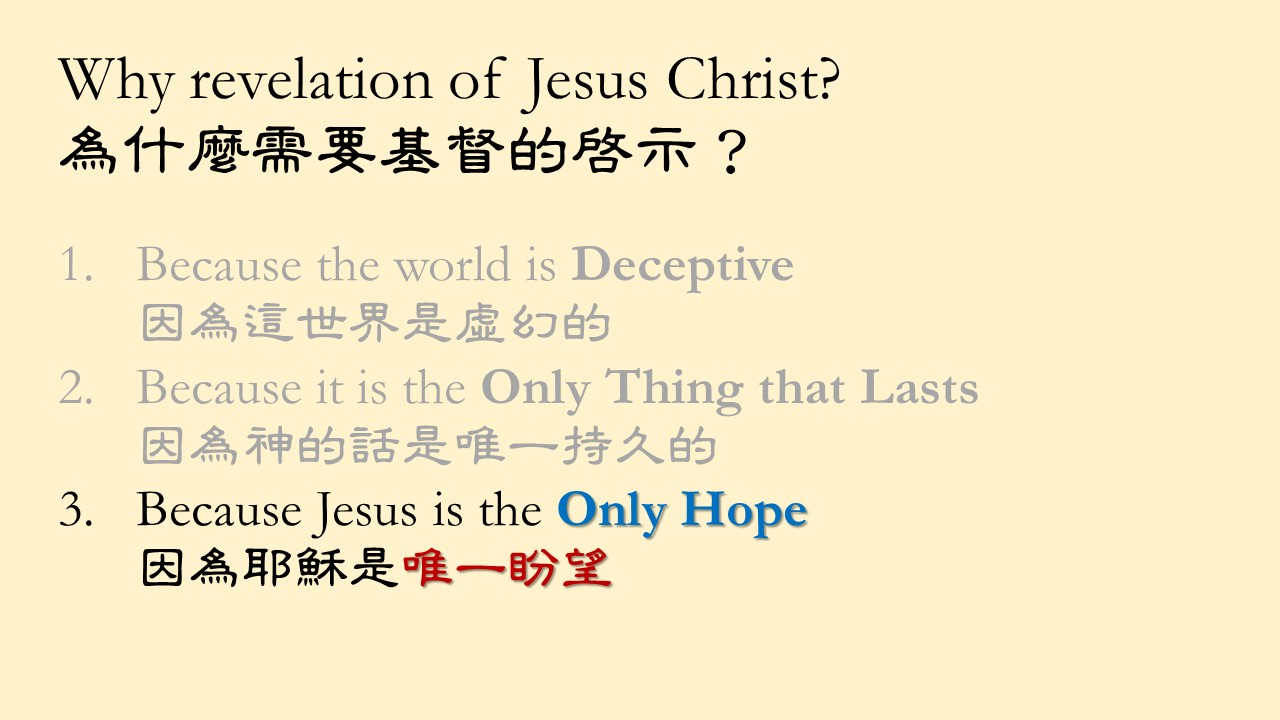 Why revelation of Jesus Christ?
為什麼需要基督的啓示？
1. Because the world is Deceptive
因為這世界是虛幻的
2. Because it is the Only Thing that Lasts
因為神的話是唯一持久的
3. Because Jesus is the Only Hope
因為耶穌是唯一盼望